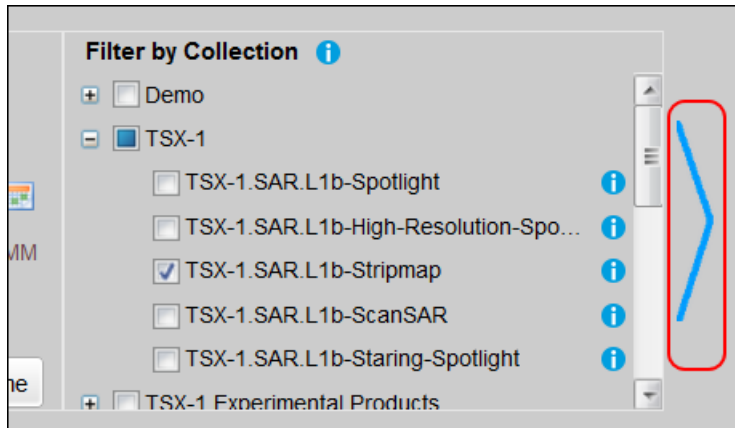 Filter by Collection i
Demo
TSX-1
TSX-1.SAR.L1b-Spotlight i
TSX-1.SAR.L1b-High-Resolution-Spo... i
MM
TSX-1.SAR.L1b-Stripmap i
TSX-1.SAR.L1b-ScanSAR i
TSX-1.SAR.L1b-Staring-Spotlight i
ne
TSX-1 Experimental Products